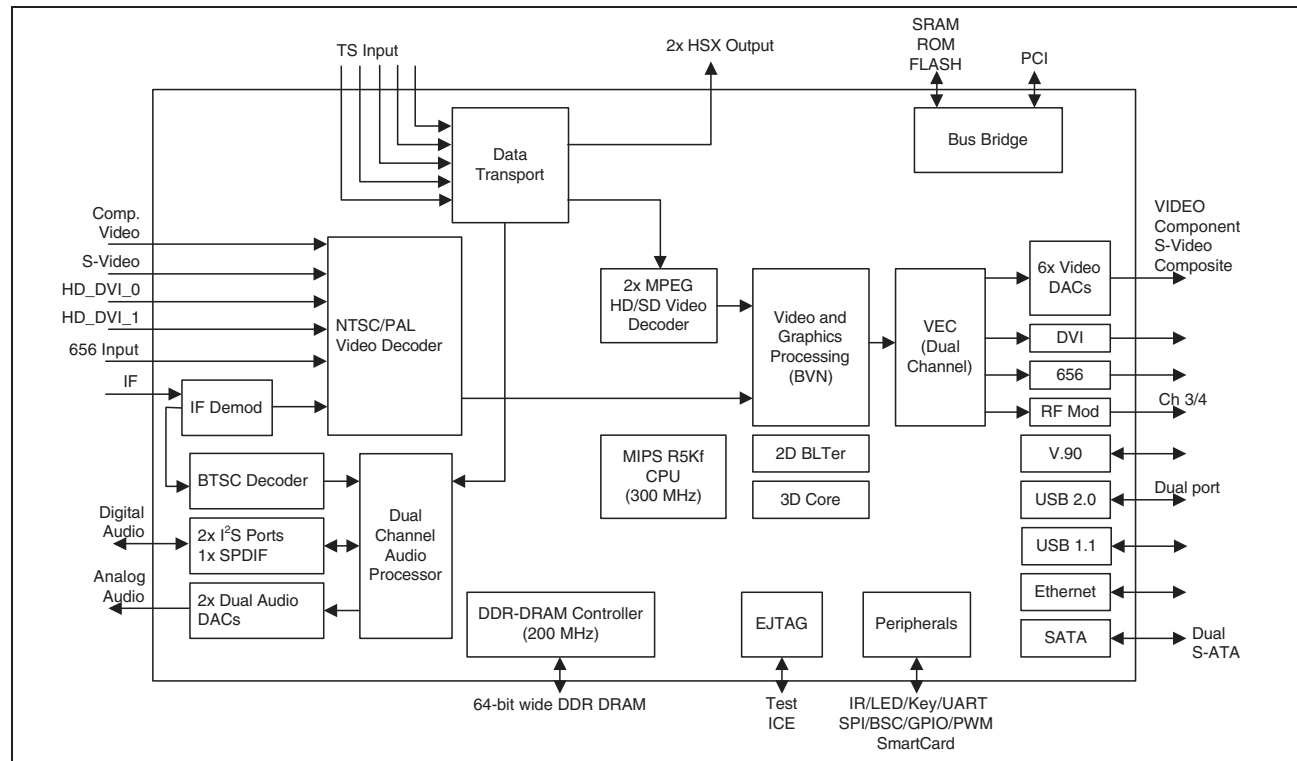 TS Input
2x HSX Output
SRAM
ROM
FLASH
PCI
Bus Bridge
Data
Transport
Comp.
Video
S-Video
HD_DVI_0
HD_DVI_1
656 Input
IF
NTSC/PAL
Video Decoder
IF Demod
2x MPEG
HD/SD Video
Decoder
Video and
Graphics
Processing
(BVN)
VEC
(Dual
Channel)
6x Video
DACs
VIDEO
Component
S-Video
Composite
DVI
656
RF Mod
Ch 3/4
BTSC Decoder
Dual
Channel
Audio
Processor
MIPS R5Kf
CPU
(300 MHz)
2D BLTer
3D Core
V.90
USB 2.0
Dual port
USB 1.1
Ethernet
SATA
Dual
S-ATA
Digital
Audio
2x I²S Ports
1x SPDIF
Analog
Audio
2x Dual Audio
DACs
DDR-DRAM Controller
(200 MHz)
EJTAG
Peripherals
64-bit wide DDR DRAM
Test
ICE
IR/LED/Key/UART
SPI/BSC/GPIO/PWM
SmartCard